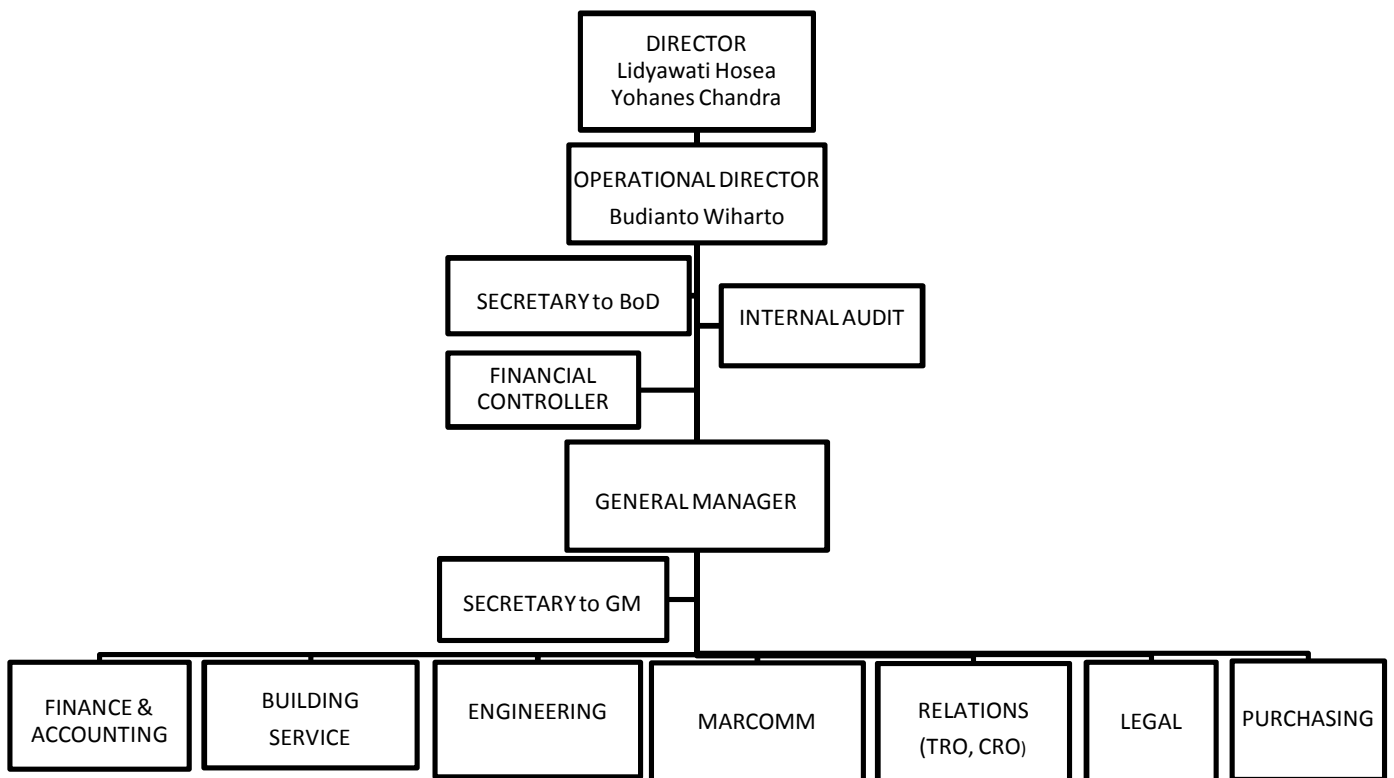 DIRECTOR
Lidyawati Hosea
Yohanes Chandra
OPERATIONAL DIRECTOR
Budianto Wiharto
SECRETARY to BoD
INTERNAL AUDIT
FINANCIAL
CONTROLLER
GENERAL MANAGER
SECRETARY to GM
FINANCE &
ACCOUNTING
BUILDING
SERVICE
ENGINEERING
MARCOMM
RELATIONS
(TRO, CRO)
LEGAL
PURCHASING